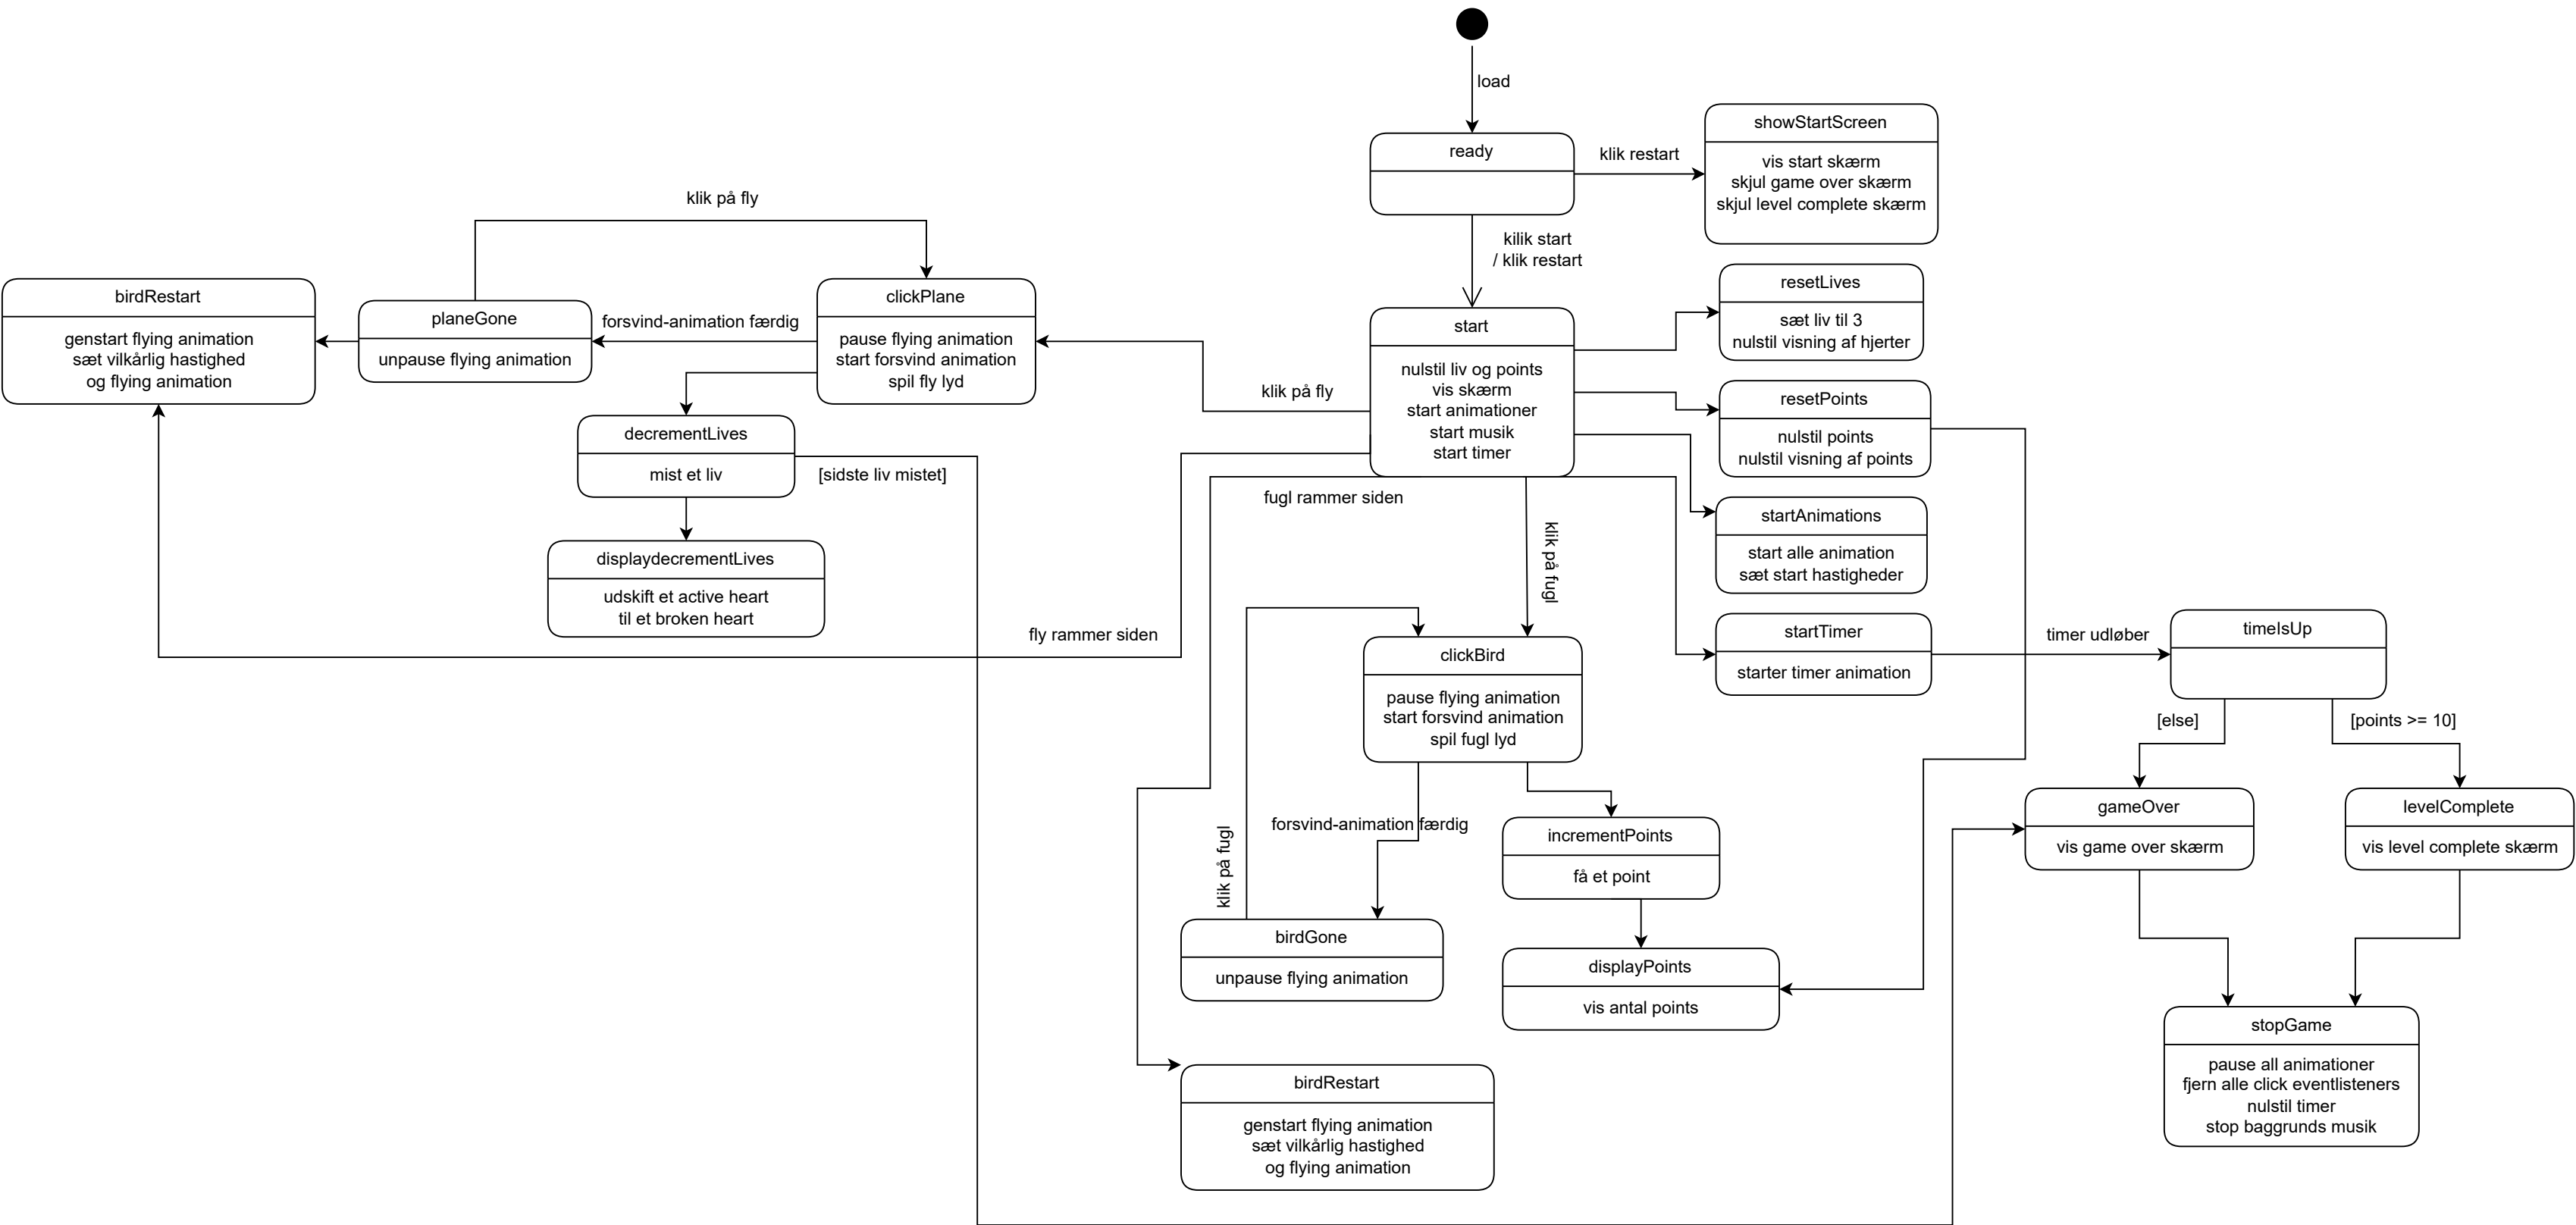 load
ready
klik restart
showStartScreen
vis start skærm
skjul game over skærm
skjul level complete skærm
kilik start
/ klik restart
klik på fly
birdRestart
genstart flying animation
sæt vilkårlig hastighed
og flying animation
planeGone
unpause flying animation
forsvind-animation færdig
clickPlane
pause flying animation
start forsvind animation
spil fly lyd
klik på fly
start
nulstil liv og points
vis skærm
start animationer
start musik
start timer
resetLives
sæt liv til 3
nulstil visning af hjerter
resetPoints
nulstil points
nulstil visning af points
decrementLives
mist et liv
[sidste liv mistet]
fugl rammer siden
klik på fugl
startAnimations
start alle animation
sæt start hastigheder
displaydecrementLives
udskift et active heart
til et broken heart
fly rammer siden
startTimer
starter timer animation
timer udløber
timeIsUp
clickBird
pause flying animation
start forsvind animation
spil fugl lyd
[else]
[points >= 10]
forsvind-animation færdig
klik på fugl
incrementPoints
få et point
gameOver
vis game over skærm
levelComplete
vis level complete skærm
birdGone
unpause flying animation
displayPoints
vis antal points
stopGame
pause all animationer
fjern alle click eventlisteners
nulstil timer
stop baggrunds musik
birdRestart
genstart flying animation
sæt vilkårlig hastighed
og flying animation